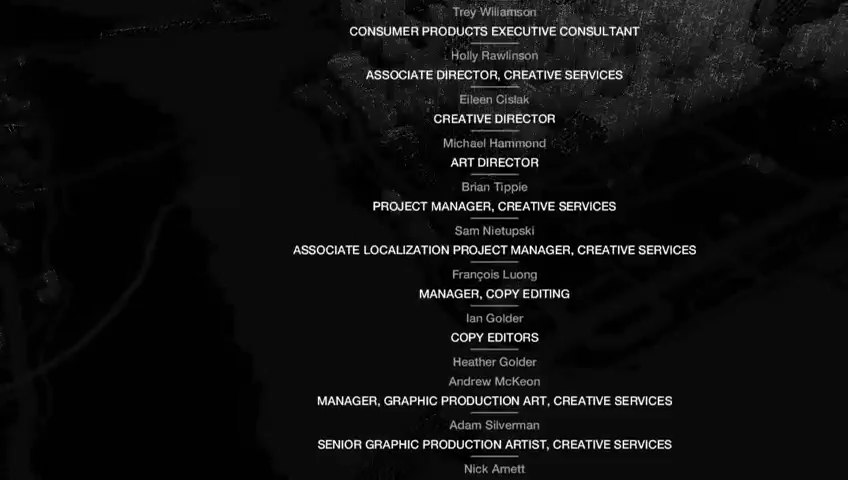 Trey Wiliamson
CONSUMER PRODUCTS EXECUTIVE CONSULTANT
Holly Rawlinson
ASSOCIATE DIRECTOR, CREATIVE SERVICES
Eileen Cislak
CREATIVE DIRECTOR
Michael Hammond
ART DIRECTOR
Brian Tippie
PROJECT MANAGER, CREATIVE SERVICES
Sam Nietupski
ASSOCIATE LOCALIZATION PROJECT MANAGER, CREATIVE SERVICES
François Luong
MANAGER, COPY EDITING
Ian Golder
COPY EDITORS
Heather Golder
Andrew McKeon
MANAGER, GRAPHIC PRODUCTION ART, CREATIVE SERVICES
Adam Silverman
SENIOR GRAPHIC PRODUCTION ARTIST, CREATIVE SERVICES
Nick Arnett